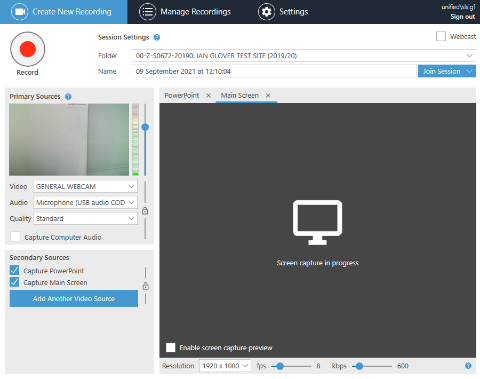 Create New Recording
Manage Recordings
Settings
unified\slsig1
Sign out
Record
Session Settings
Webcast
Folder
00-Z-S0672-20190: IAN GLOVER TEST SITE (2019/20)
Name
09 September 2021 at 12:10:04
Join Session
Primary Sources
Video
GENERAL WEBCAM
Audio
Microphone (USB audio COD
Quality
Standard
Capture Computer Audio
Secondary Sources
Capture PowerPoint
Capture Main Screen
Add Another Video Source
PowerPoint
Main Screen
Screen capture in progress
Enable screen capture preview
Resolution
1920 x 1080
fps
8
kbps
600